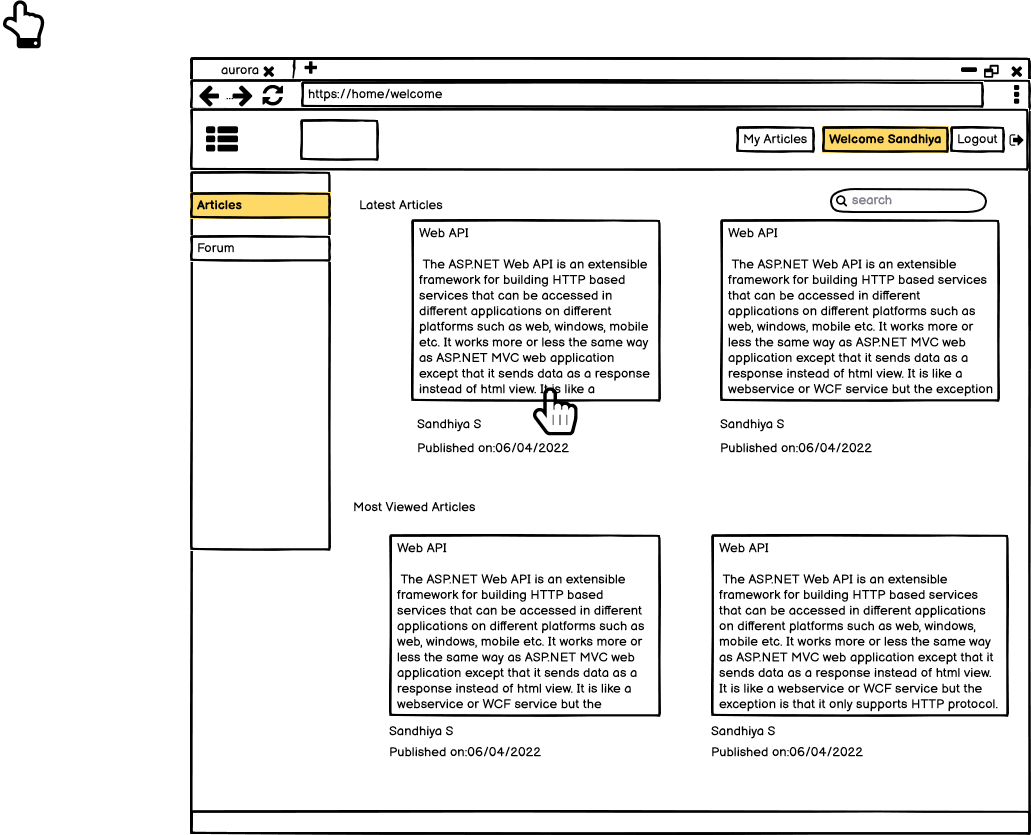 aurora
https://home/welcome
My Articles
Welcome Sandhiya
Logout
Articles
Forum
Latest Articles
search
Web API
The ASP.NET Web API is an extensible
framework for building HTTP based
services that can be accessed in
different applications on different
platforms such as web, windows, mobile
etc. It works more or less the same way
as ASP.NET MVC web application
except that it sends data as a response
instead of html view. It is like a
Sandhiya S
Published on:06/04/2022
Web API
The ASP.NET Web API is an extensible
framework for building HTTP based services
that can be accessed in different
applications on different platforms such as
web, windows, mobile etc. It works more or
less the same way as ASP.NET MVC web
application except that it sends data as a
response instead of html view. It is like a
webservice or WCF service but the exception
Sandhiya S
Published on:06/04/2022
Most Viewed Articles
Web API
The ASP.NET Web API is an extensible
framework for building HTTP based
services that can be accessed in different
applications on different platforms such as
web, windows, mobile etc. It works more or
less the same way as ASP.NET MVC web
application except that it sends data as a
response instead of html view. It is like a
webservice or WCF service but the
Sandhiya S
Published on:06/04/2022
Web API
The ASP.NET Web API is an extensible
framework for building HTTP based services
that can be accessed in different applications
on different platforms such as web, windows,
mobile etc. It works more or less the same way
as ASP.NET MVC web application except that it
sends data as a response instead of html view.
It is like a webservice or WCF service but the
exception is that it only supports HTTP protocol.
Sandhiya S
Published on:06/04/2022